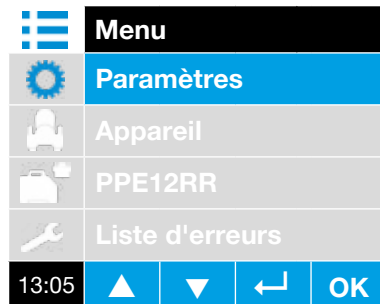 Menu
Paramètres
Appareil
PPE12RR
Liste d'erreurs
13:05 OK